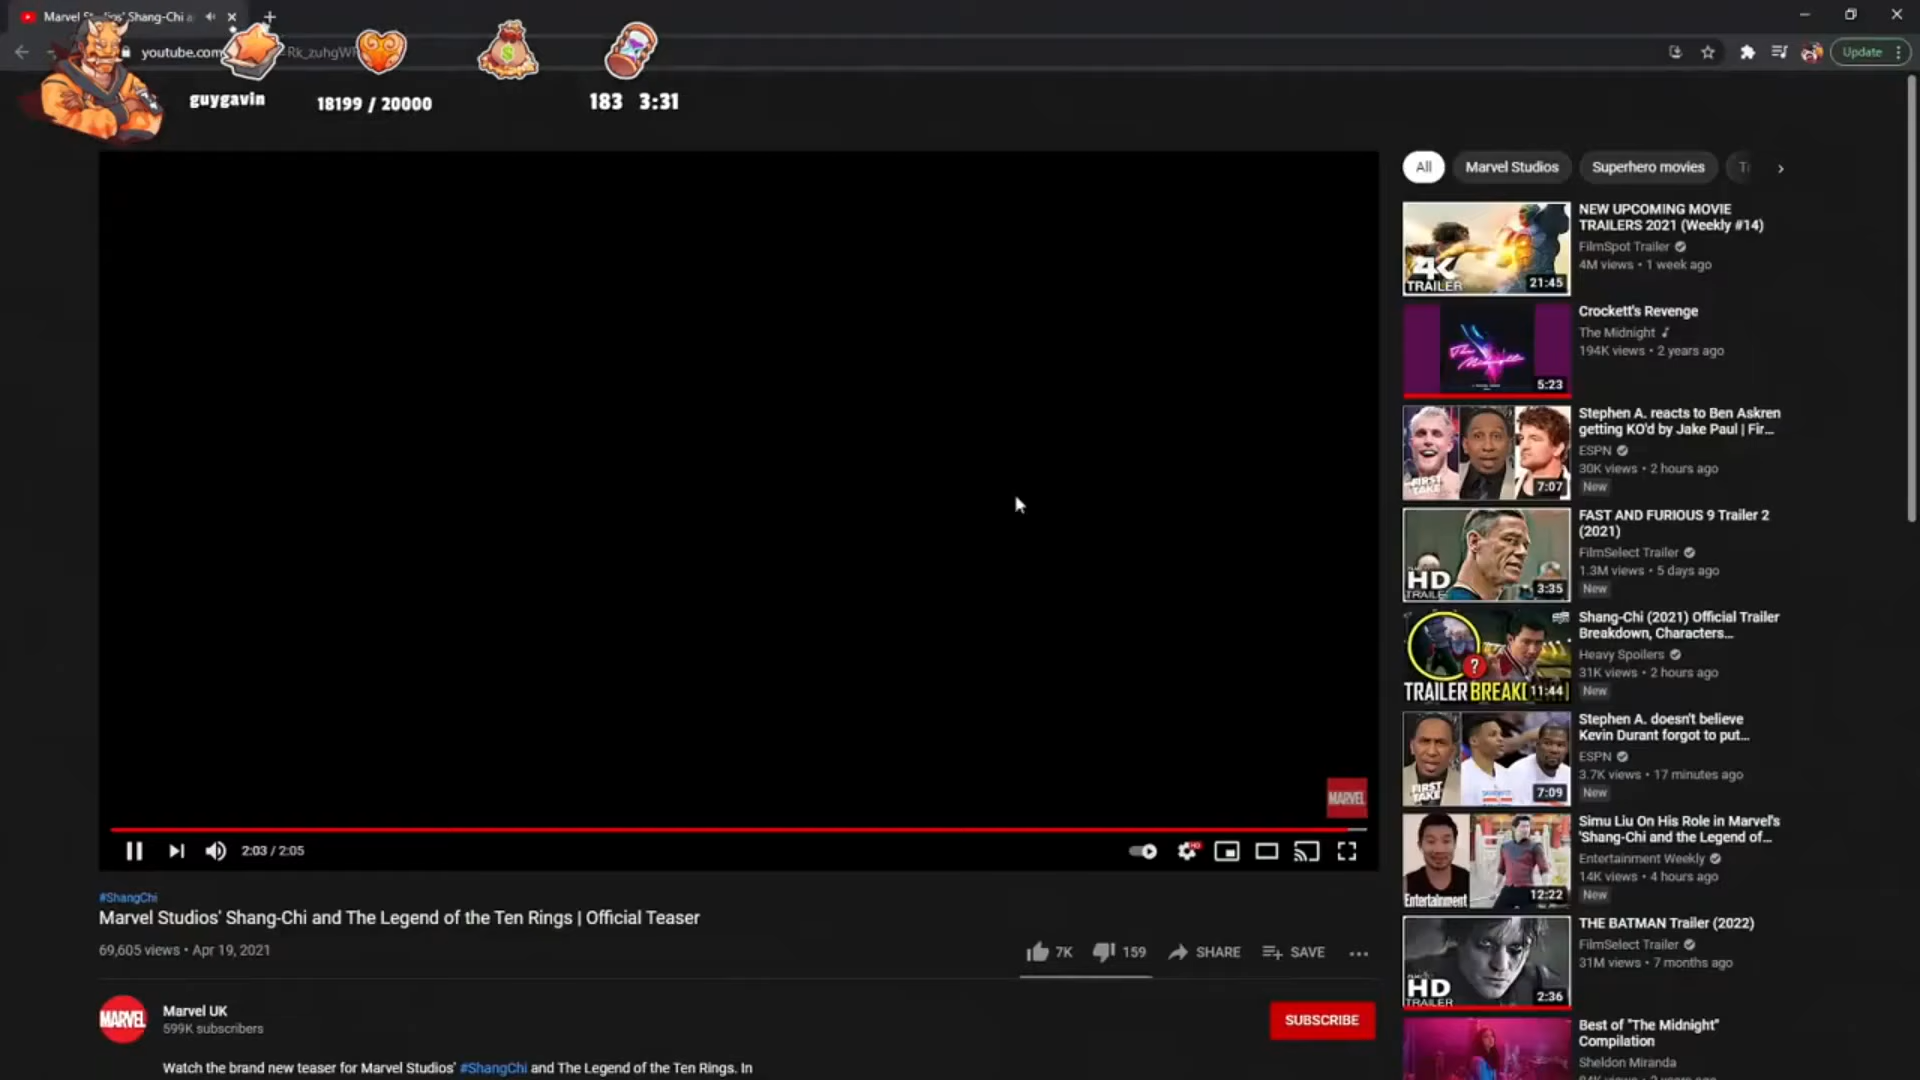 Marvel
Shang-Chi a
youtube.com
Rk_zuhgW
Update
guygavin
18199 / 20000
183 3:31
All
Marvel Studios
Superhero movies
NEW UPCOMING MOVIE
TRAILERS 2021 (Weekly #14)
FilmSpot Trailer
4M views • 1 week ago
4K
TRAILER
21:45
Crockett's Revenge
The Midnight
194K views • 2 years ago
The Midnight
5:23
Stephen A. reacts to Ben Askren
getting KO'd by Jake Paul | Fir...
ESPN
30K views • 2 hours ago
New
FIRST
TAKE
7:07
FAST AND FURIOUS 9 Trailer 2
(2021)
FilmSelect Trailer
1.3M views • 5 days ago
New
HD
TRAILE
3:35
Shang-Chi (2021) Official Trailer
Breakdown, Characters...
Heavy Spoilers
31K views • 2 hours ago
New
?
TRAILER BREAK
11:44
Stephen A. doesn't believe
Kevin Durant forgot to put...
ESPN
3.7K views • 17 minutes ago
New
FIRST
TAKE
7:09
Simu Liu On His Role in Marvel's
'Shang-Chi and the Legend of...
Entertainment Weekly
14K views • 4 hours ago
New
Entertainment
12:22
THE BATMAN Trailer (2022)
FilmSelect Trailer
31M views • 7 months ago
HD
TRAILER
2:36
Best of "The Midnight"
Compilation
Sheldon Miranda
MARVEL
2:03 / 2:05
HD
#ShangChi
Marvel Studios' Shang-Chi and The Legend of the Ten Rings | Official Teaser
69,605 views • Apr 19, 2021
7K
159
SHARE
SAVE
MARVEL
Marvel UK
599K subscribers
SUBSCRIBE
Watch the brand new teaser for Marvel Studios' #ShangChi and The Legend of the Ten Rings. In